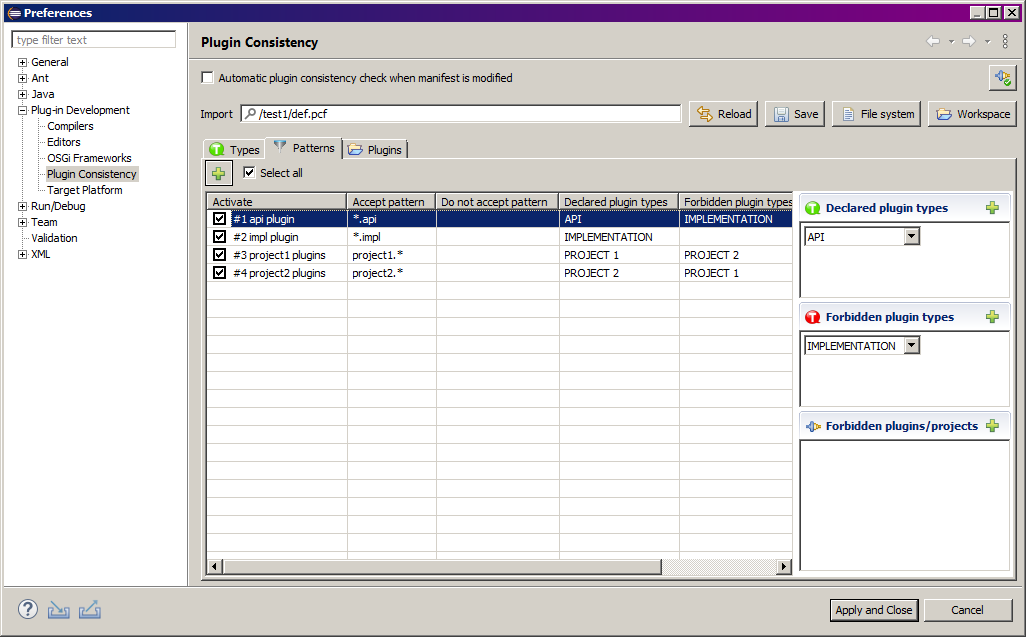 Preferences
type filter text
General
Ant
Java
Plug-in Development
Compilers
Editors
OSGi Frameworks
Plugin Consistency
Target Platform
Run/Debug
Team
Validation
XML
Plugin Consistency
Automatic plugin consistency check when manifest is modified
Import /test1/def.pcf Reload Save File system Workspace
Types Patterns Plugins
Select all
Activate Accept pattern Do not accept pattern Declared plugin types Forbidden plugin types
#1 api plugin *.api API IMPLEMENTATION
#2 impl plugin *.impl IMPLEMENTATION
#3 project1 plugins project1.* PROJECT 1 PROJECT 2
#4 project2 plugins project2.* PROJECT 2 PROJECT 1
Declared plugin types
API
Forbidden plugin types
IMPLEMENTATION
Forbidden plugins/projects
Apply and Close Cancel